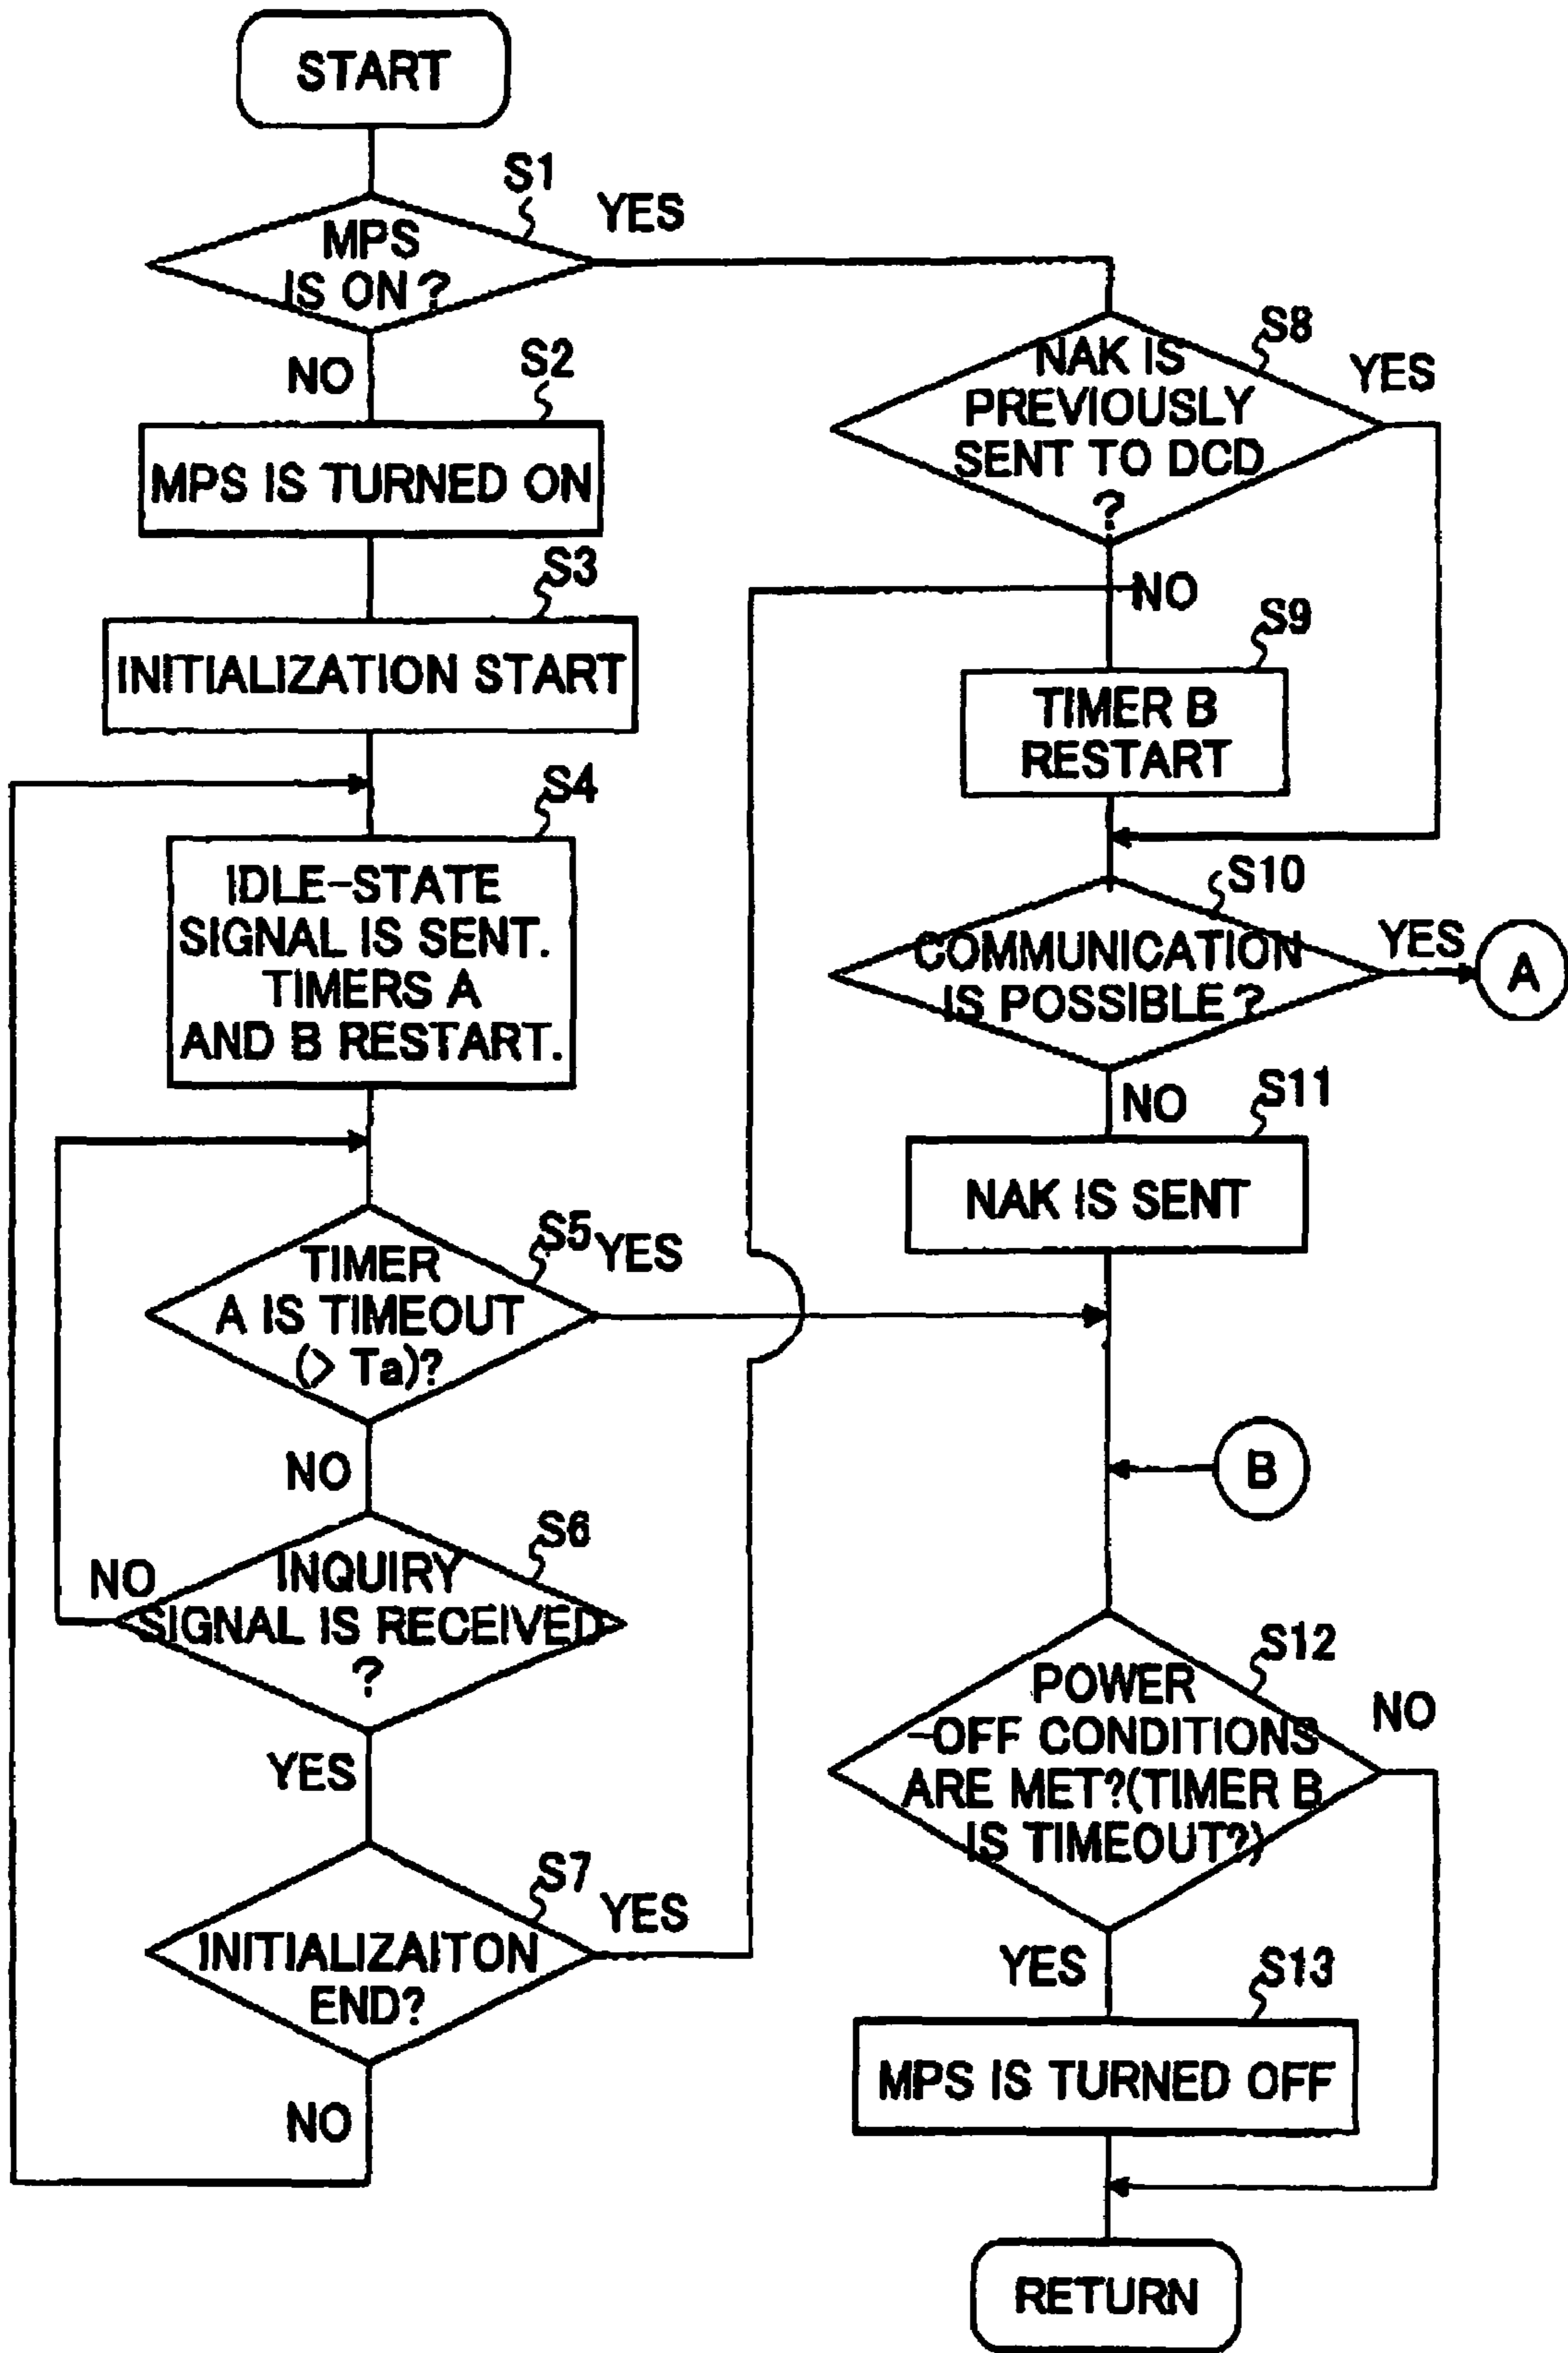 START
S1
YES
MPS
IS ON ?
NO
S2
MPS IS TURNED ON
S3
INITIALIZATION START
S4
IDLE-STATE
SIGNAL IS SENT.
TIMERS A
AND B RESTART.
S5
YES
TIMER
A IS TIMEOUT
(> Ta)?
NO
S6
NO
INQUIRY
SIGNAL IS RECEIVED
?
YES
S7
YES
INITIALIZAITON
END?
NO
S8
YES
NAK IS
PREVIOUSLY
SENT TO DCD
?
NO
S9
TIMER B
RESTART
S10
YES
A
COMMUNICATION
IS POSSIBLE ?
NO
S11
NAK IS SENT
B
S12
NO
POWER
-OFF CONDITIONS
ARE MET?(TIMER B
IS TIMEOUT?)
YES
S13
MPS IS TURNED OFF
RETURN